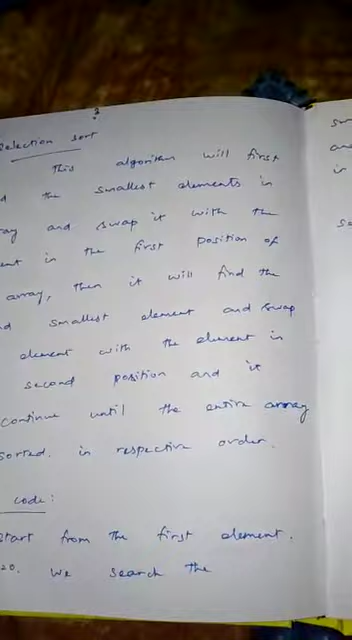 3
Selection sort
This algorithm will first
the smallest elements in
and swap it with the
in the first position of
array, then it will find the
smallest element and swap
element with the element in
second position and it
continue until the entire array
sorted. in respective order.
code:
start from the first element.
20. we search the